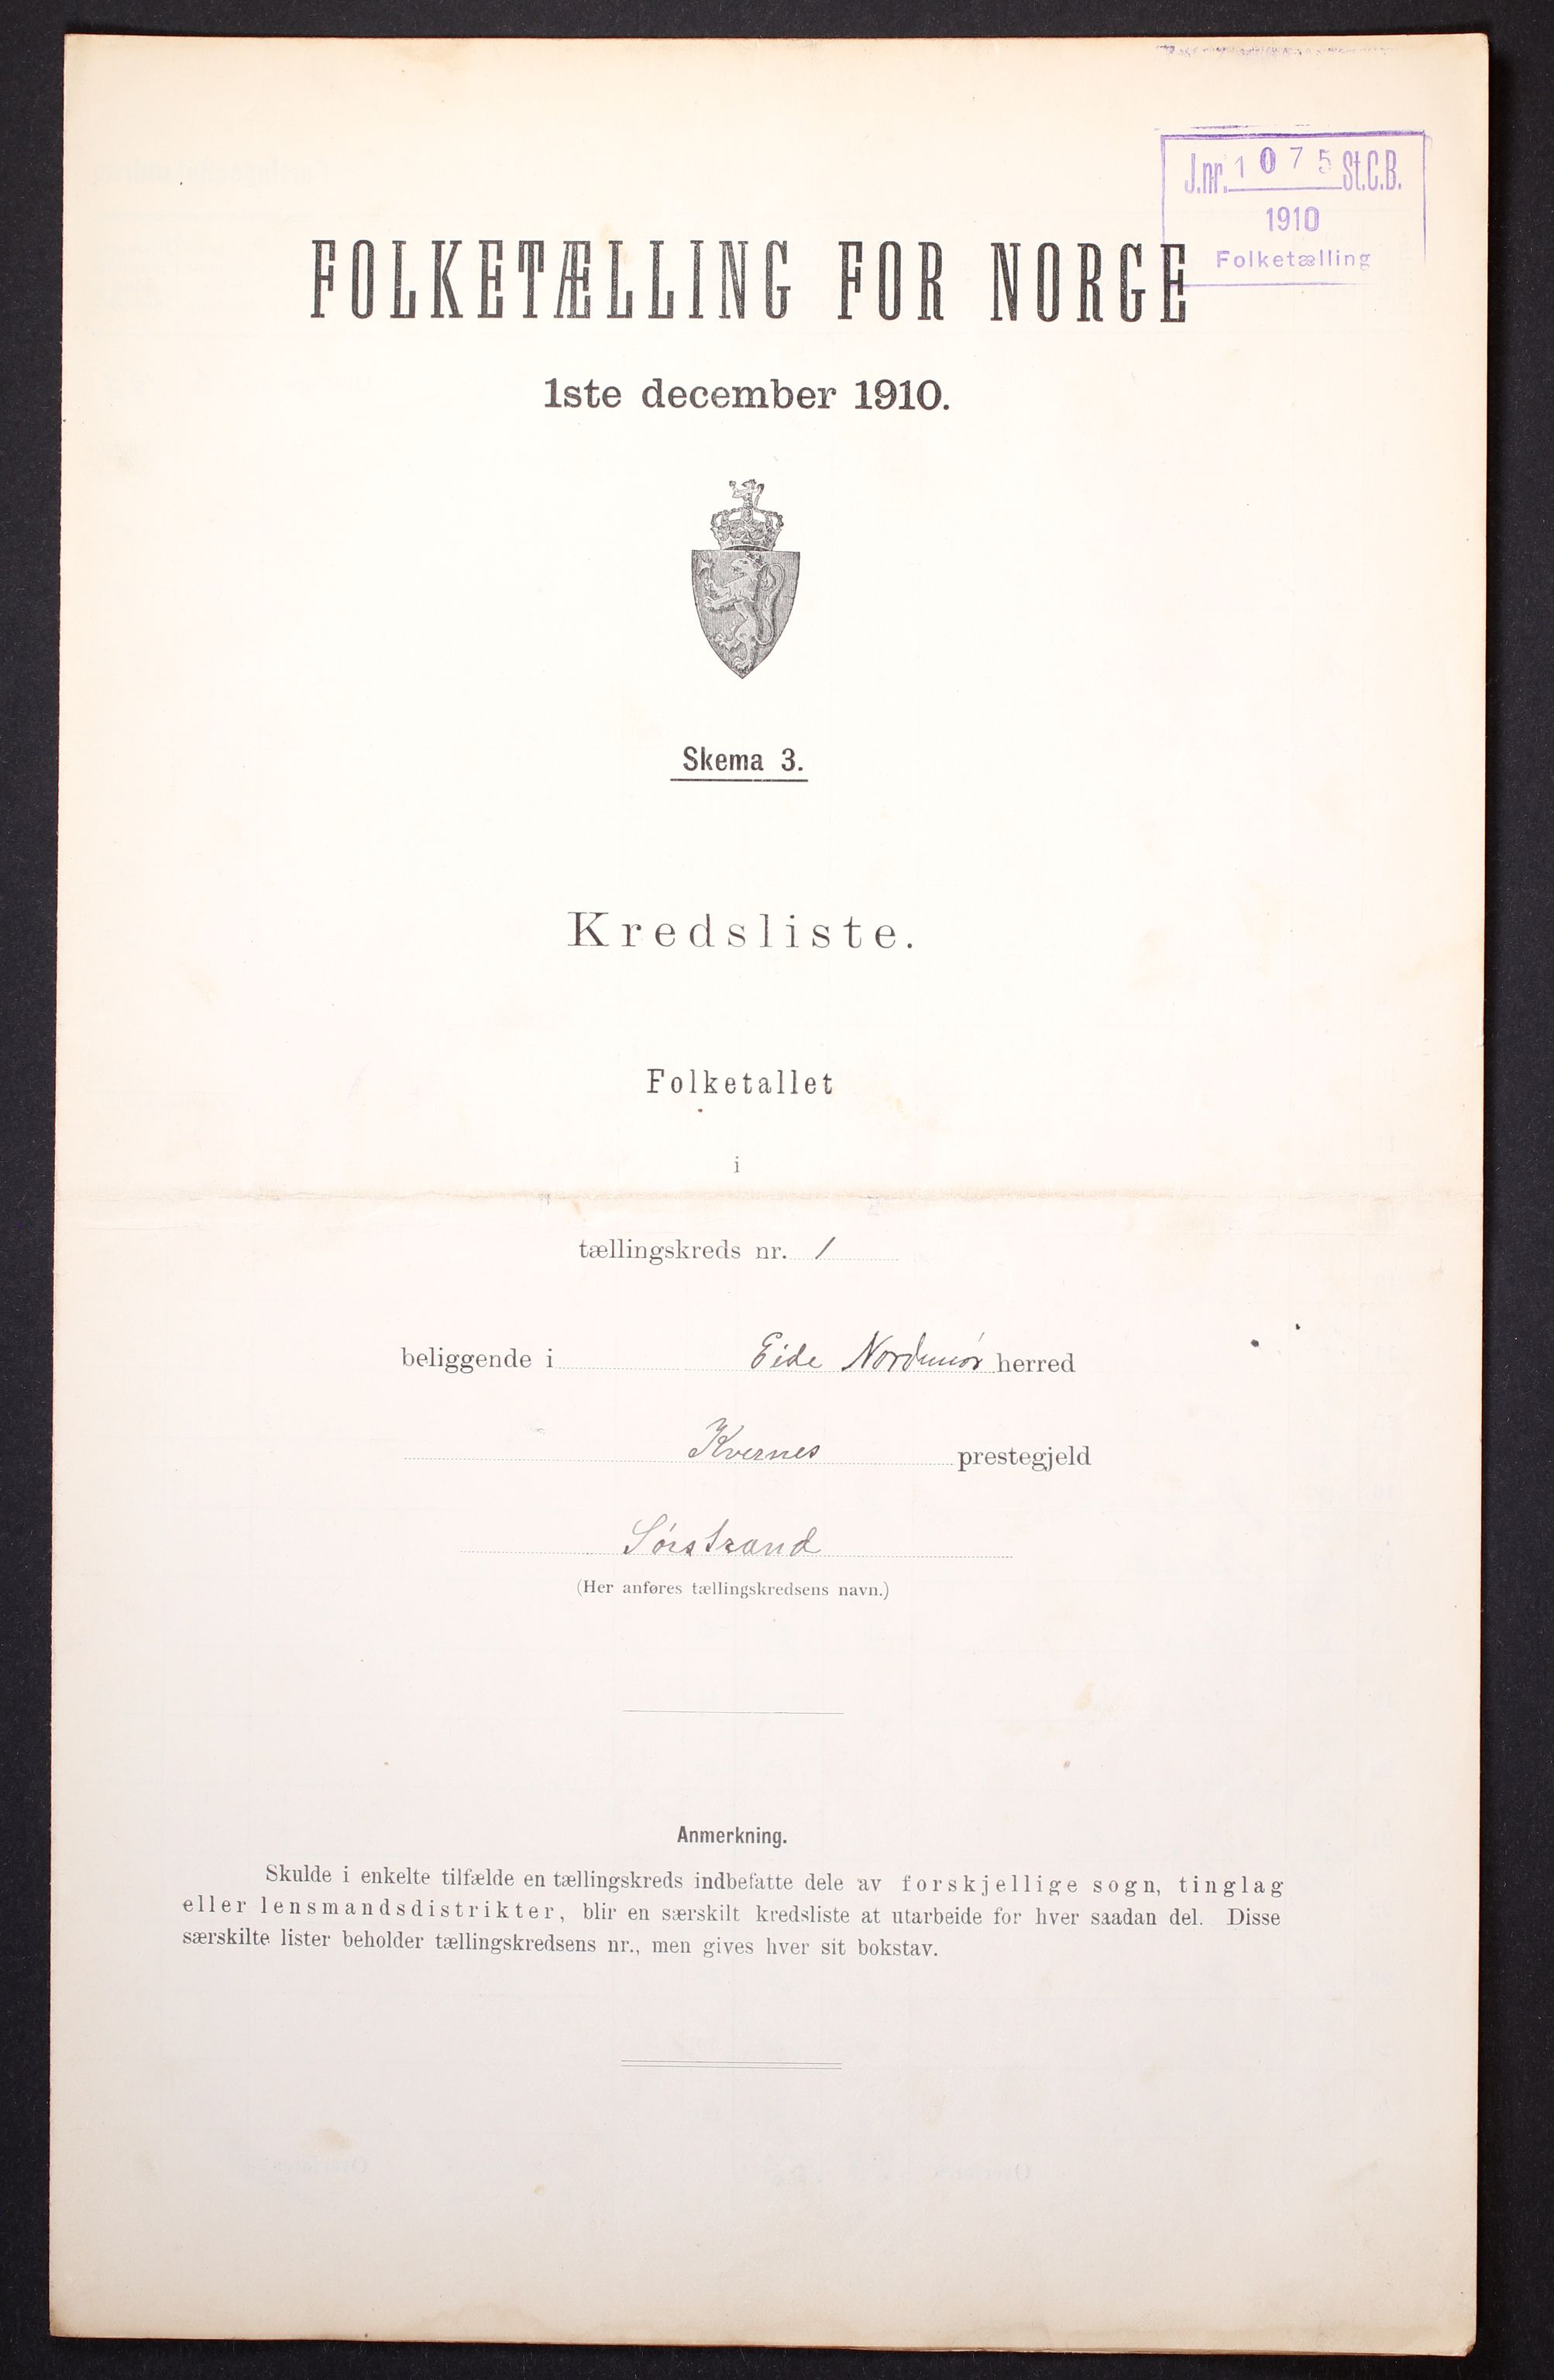 J.nr. 1075 St.C.B.
1910
Folketælling
FOLKETÆLLING FOR NORGE
1ste december 1910.
Skema 3.
Kredsliste.
Folketallet
i
tællingskreds nr. 1
beliggende i Eide Nordmør herred
Kvernes prestegjeld
Sørstrand
(Her anføres tællingskredsens navn.)
Anmerkning.
Skulde i enkelte tilfælde en tællingskreds indbefatte dele av forskjellige sogn, tinglag
eller lensmandsdistrikter, blir en særskilt kredsliste at utarbeide for hver saadan del. Disse
særskilte lister beholder tællingskredsens nr., men gives hver sit bokstav.